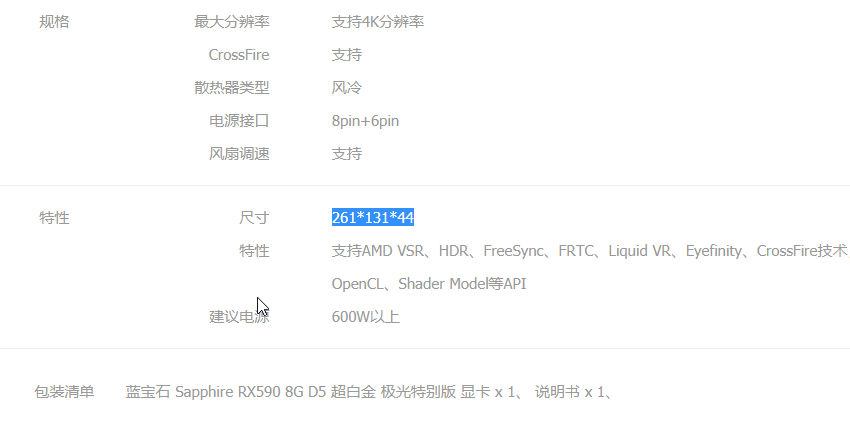 规格 最大分辨率 支持4K分辨率
CrossFire 支持
散热器类型 风冷
电源接口 8pin+6pin
风扇调速 支持
特性 尺寸 261*131*44
特性 支持AMD VSR、HDR、FreeSync、FRTC、Liquid VR、Eyefinity、CrossFire技术
OpenCL、Shader Model等API
建议电源 600W以上
包装清单 蓝宝石 Sapphire RX590 8G D5 超白金 极光特别版 显卡 x 1、 说明书 x 1、